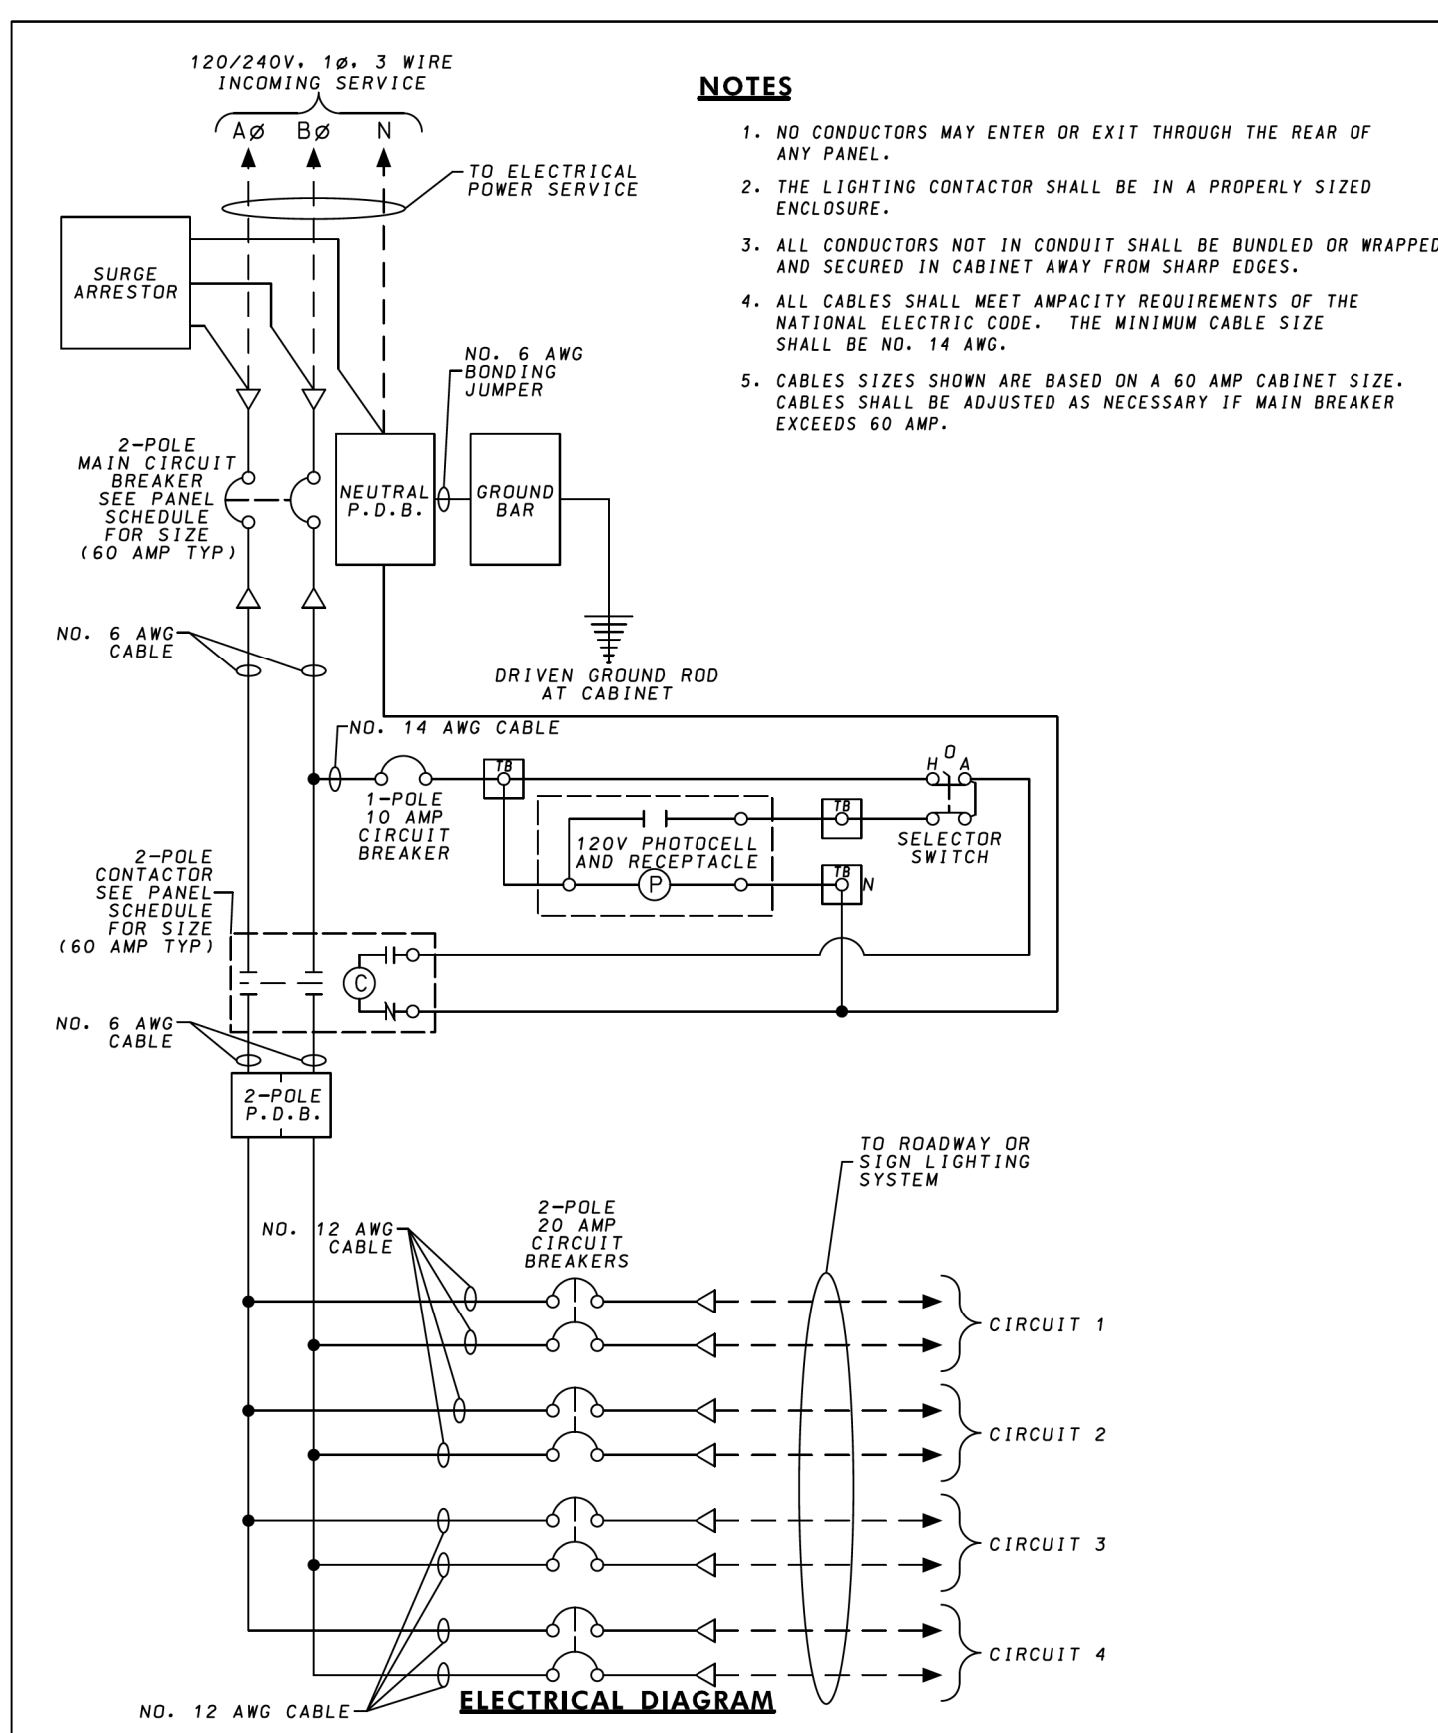 120/240V, 1Ø, 3 WIRE
INCOMING SERVICE
AØ BØ N
TO ELECTRICAL
POWER SERVICE
SURGE
ARRESTOR
NO. 6 AWG
BONDING
JUMPER
2-POLE
MAIN CIRCUIT
BREAKER
SEE PANEL
SCHEDULE
FOR SIZE
(60 AMP TYP)
NEUTRAL
P.D.B.
GROUND
BAR
NO. 6 AWG
CABLE
DRIVEN GROUND ROD
AT CABINET
NO. 14 AWG CABLE
1-POLE
10 AMP
CIRCUIT
BREAKER
TB
H O A
TB
SELECTOR
SWITCH
120V PHOTOCELL
AND RECEPTACLE
P
TB N
2-POLE
CONTACTOR
SEE PANEL
SCHEDULE
FOR SIZE
(60 AMP TYP)
C
NO. 6 AWG
CABLE
2-POLE
P.D.B.
TO ROADWAY OR
SIGN LIGHTING
SYSTEM
NO. 12 AWG
CABLE
2-POLE
20 AMP
CIRCUIT
BREAKERS
CIRCUIT 1
CIRCUIT 2
CIRCUIT 3
CIRCUIT 4
NO. 12 AWG CABLE
ELECTRICAL DIAGRAM
NOTES
1. NO CONDUCTORS MAY ENTER OR EXIT THROUGH THE REAR OF
ANY PANEL.
2. THE LIGHTING CONTACTOR SHALL BE IN A PROPERLY SIZED
ENCLOSURE.
3. ALL CONDUCTORS NOT IN CONDUIT SHALL BE BUNDLED OR WRAPPED
AND SECURED IN CABINET AWAY FROM SHARP EDGES.
4. ALL CABLES SHALL MEET AMPACITY REQUIREMENTS OF THE
NATIONAL ELECTRIC CODE. THE MINIMUM CABLE SIZE
SHALL BE NO. 14 AWG.
5. CABLES SIZES SHOWN ARE BASED ON A 60 AMP CABINET SIZE.
CABLES SHALL BE ADJUSTED AS NECESSARY IF MAIN BREAKER
EXCEEDS 60 AMP.